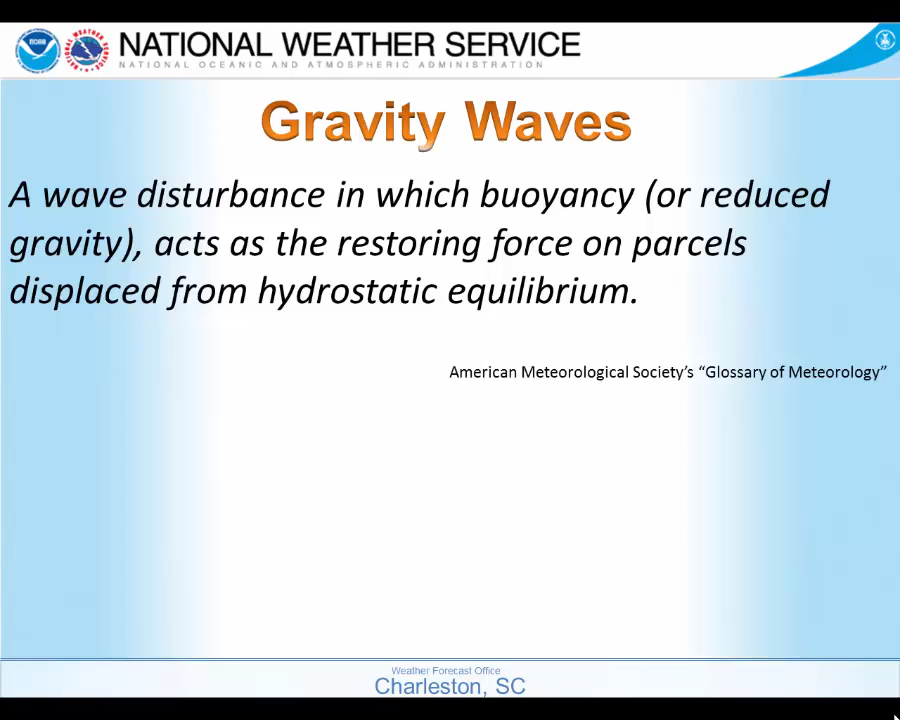 NOAA
NATIONAL WEATHER SERVICE
NATIONAL OCEANIC AND ATMOSPHERIC ADMINISTRATION
Gravity Waves
A wave disturbance in which buoyancy (or reduced
gravity), acts as the restoring force on parcels
displaced from hydrostatic equilibrium.
American Meteorological Society’s “Glossary of Meteorology”
Weather Forecast Office
Charleston, SC